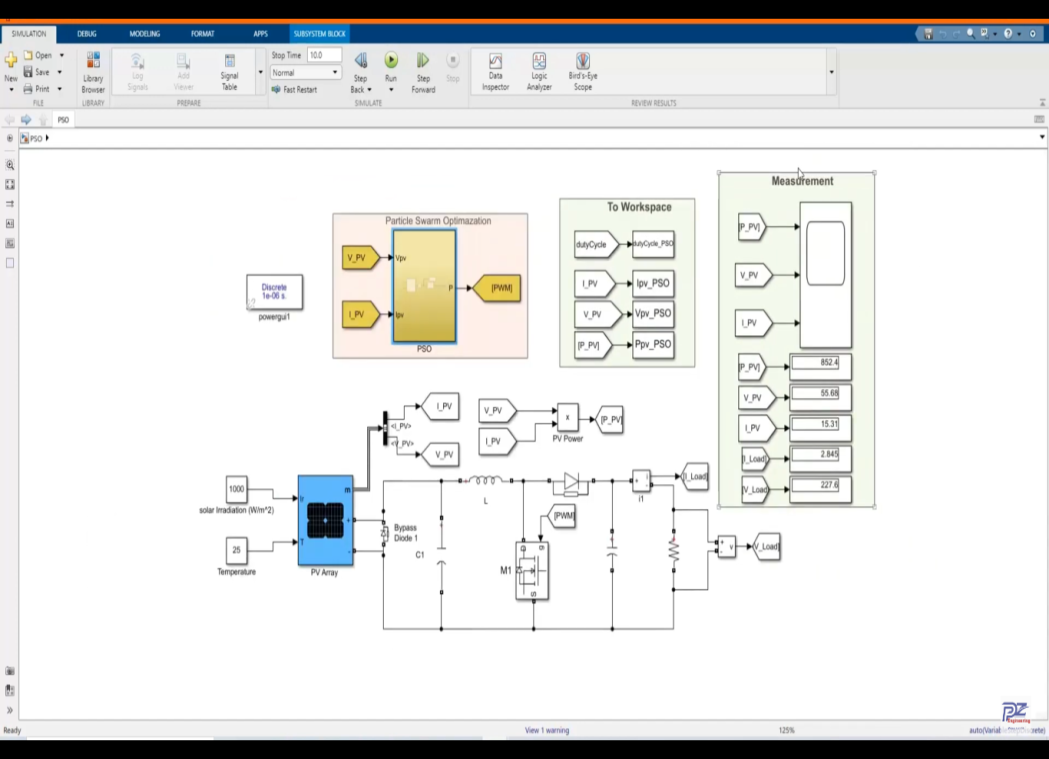 SIMULATION DEBUG MODELING FORMAT APPS SUBSYSTEM BLOCK
New
Open
Save
Print
FILE
Library
Browser
LIBRARY
Log
Signals
Add
Viewer
Signal
Table
PREPARE
Stop Time 10.0
Normal
Fast Restart
Step
Back
Run
Step
Forward
Stop
SIMULATE
Data
Inspector
Logic
Analyzer
Bird's-Eye
Scope
REVIEW RESULTS
PSO
PSO
Discrete
1e-06 s.
powergui1
Particle Swarm Optimazation
V_PV
Vpv
P
[PWM]
I_PV
Ipv
PSO
To Workspace
dutyCycle dutyCycle_PSO
I_PV Ipv_PSO
V_PV Vpv_PSO
[P_PV] Ppv_PSO
Measurement
[P_PV]
V_PV
I_PV
[P_PV] 852.4
V_PV 55.68
I_PV 15.31
[I_Load] 2.845
[V_Load] 227.6
I_PV
<I_PV>
<V_PV>
V_PV
V_PV
I_PV
x
PV Power
[P_PV]
1000
solar Irradiation (W/m^2)
25
Temperature
Ir
T
m
+
-
PV Array
Bypass
Diode 1
C1
L
[PWM]
M1
g
D
S
+
i
-
i1
[I_Load]
+
-
v
[V_Load]
PZ
Engineering
Ready
View 1 warning
125%